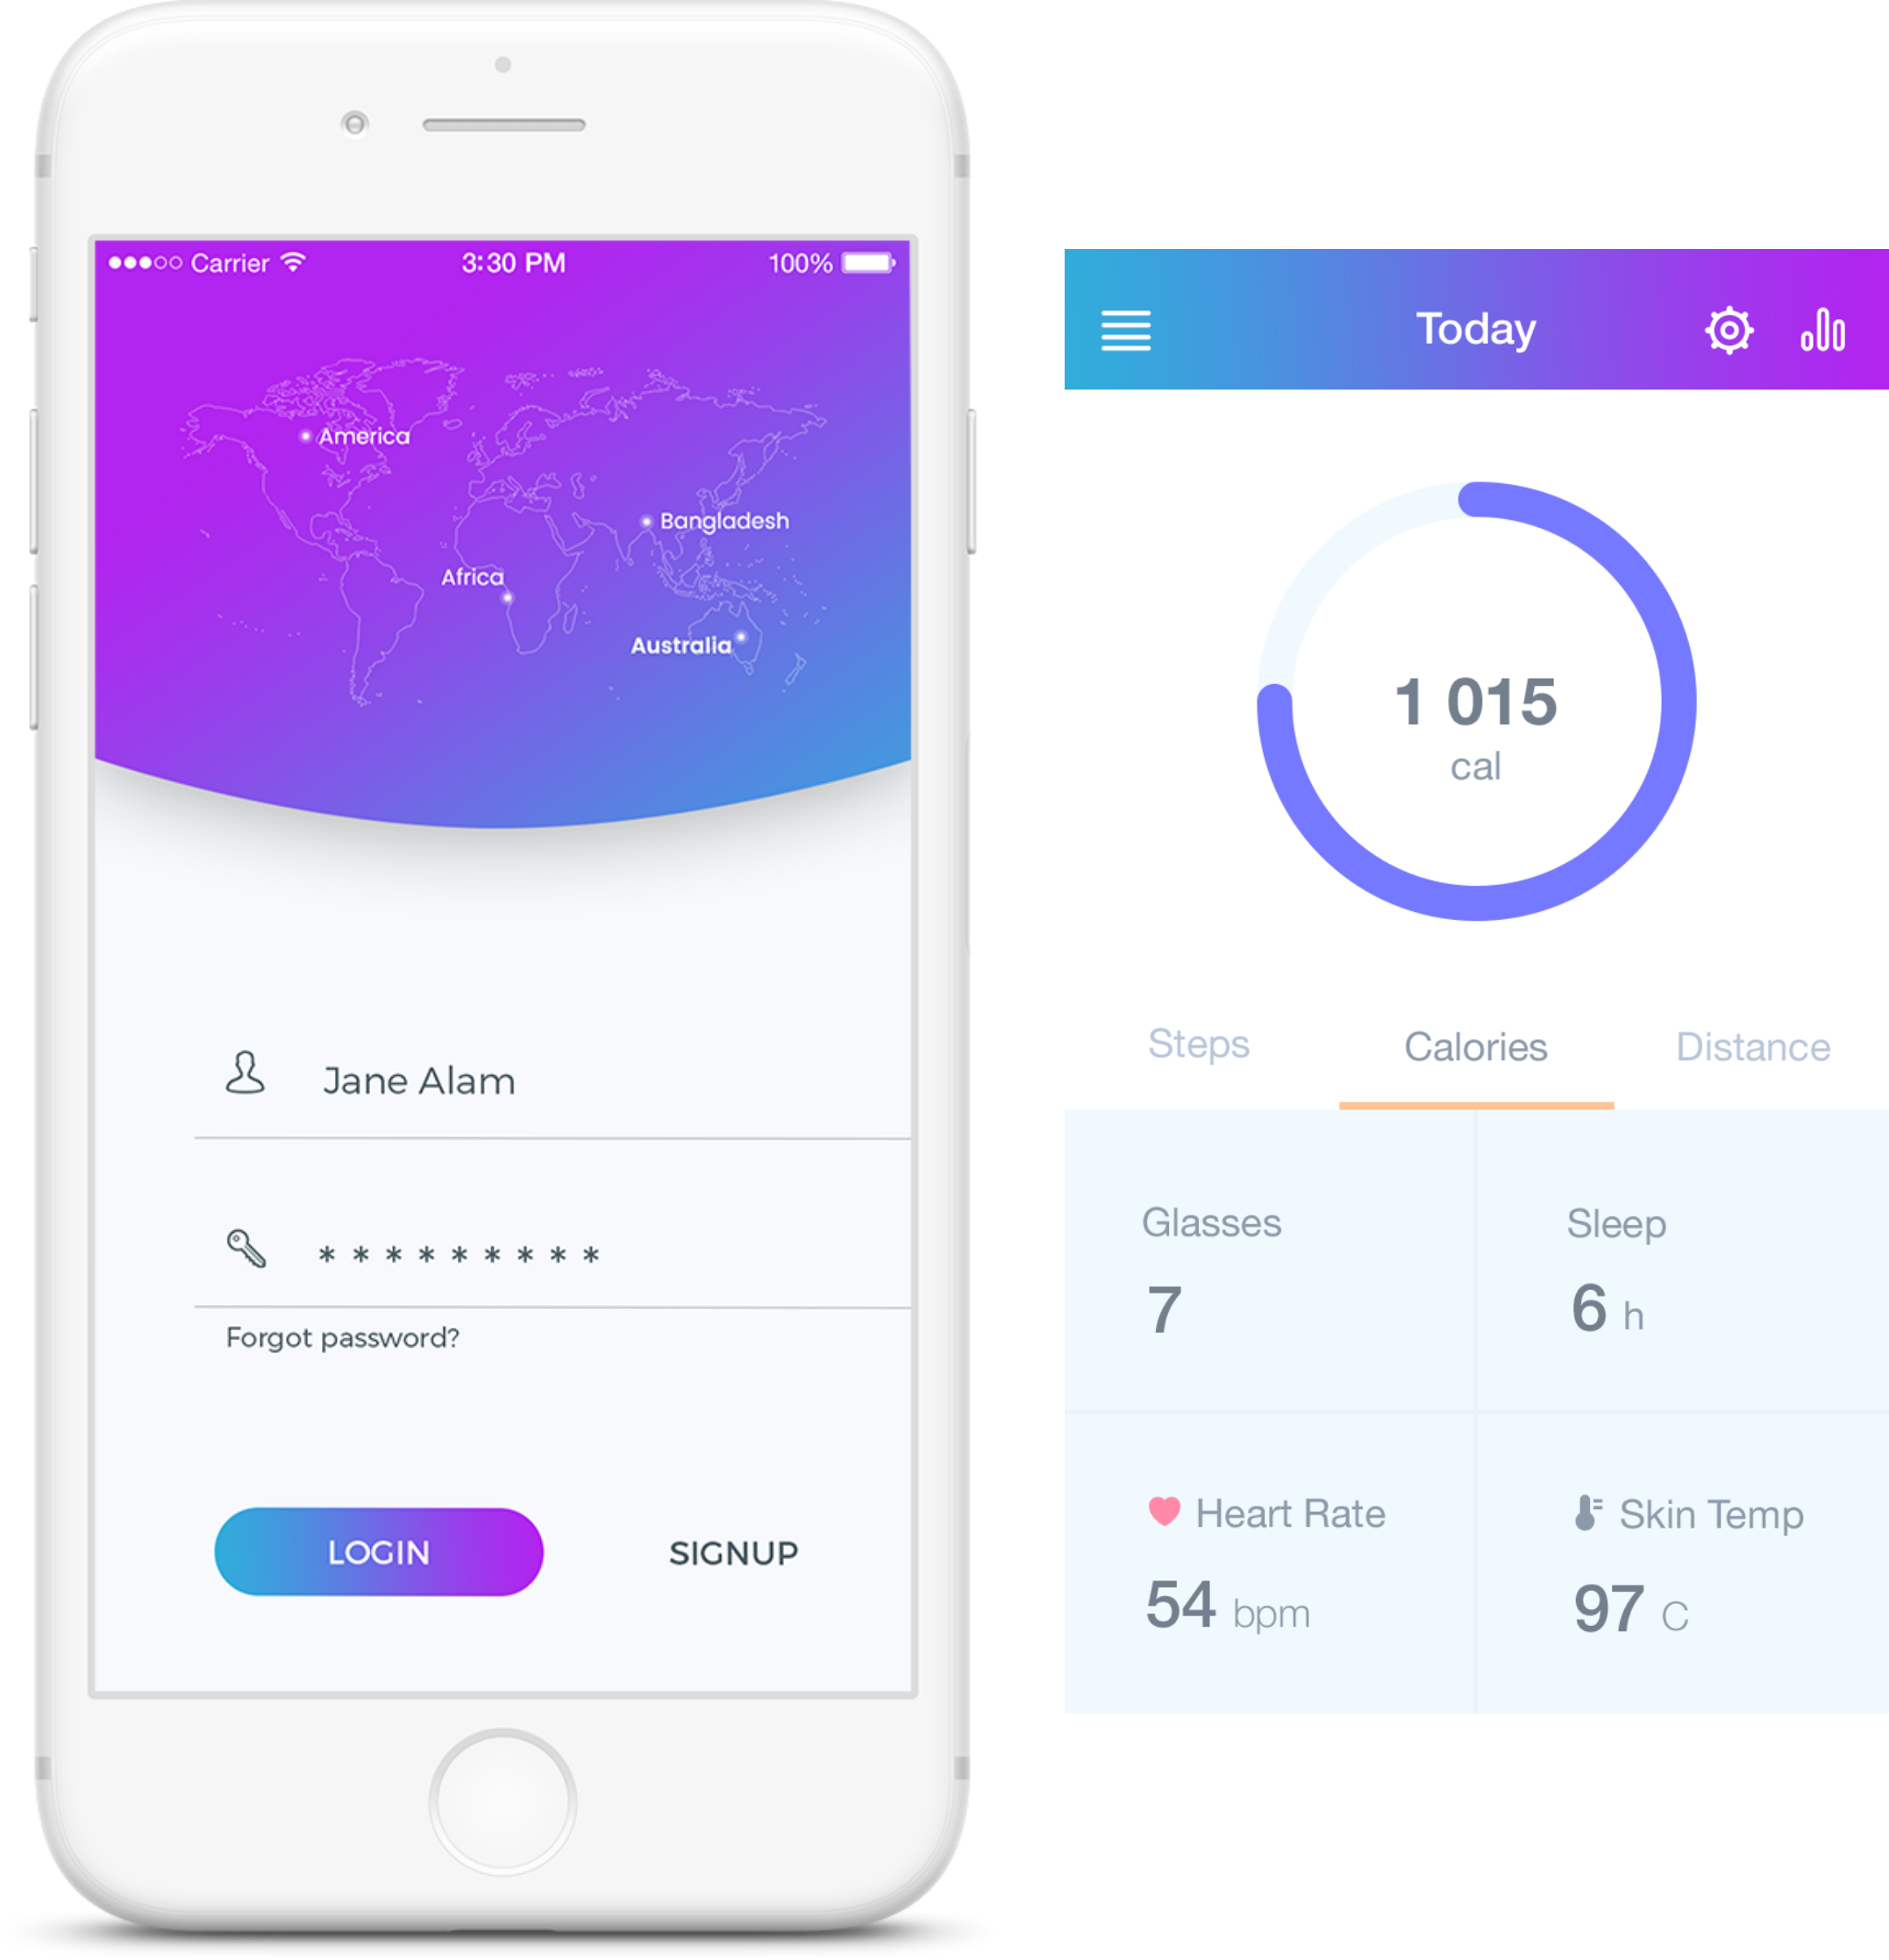 Carrier 3:30 PM 100%
America
Bangladesh
Africa
Australia
Jane Alam
* * * * * * * * *
Forgot password?
LOGIN SIGNUP
Today
1 015
cal
Steps Calories Distance
Glasses Sleep
7 6 h
Heart Rate Skin Temp
54 bpm 97 C